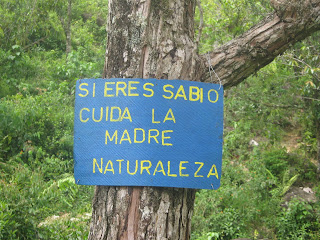 SI ERES SABIO
CUIDA LA
MADRE
NATURALEZA